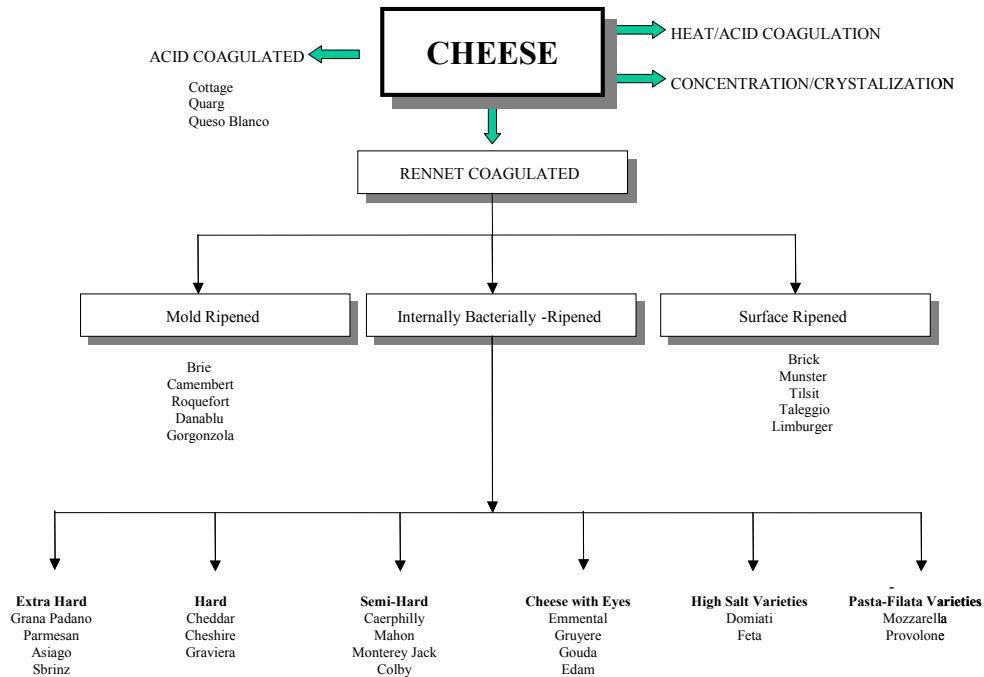 CHEESE
HEAT/ACID COAGULATION
ACID COAGULATED
CONCENTRATION/CRYSTALIZATION
Cottage
Quarg
Queso Blanco
RENNET COAGULATED
Mold Ripened
Internally Bacterially -Ripened
Surface Ripened
Brie
Camembert
Roquefort
Danablu
Gorgonzola
Brick
Munster
Tilsit
Taleggio
Limburger
Extra Hard
Grana Padano
Parmesan
Asiago
Sbrinz
Hard
Cheddar
Cheshire
Graviera
Semi-Hard
Caerphilly
Mahon
Monterey Jack
Colby
Cheese with Eyes
Emmental
Gruyere
Gouda
Edam
High Salt Varieties
Domiati
Feta
-
Pasta-Filata Varieties
Mozzarella
Provolone